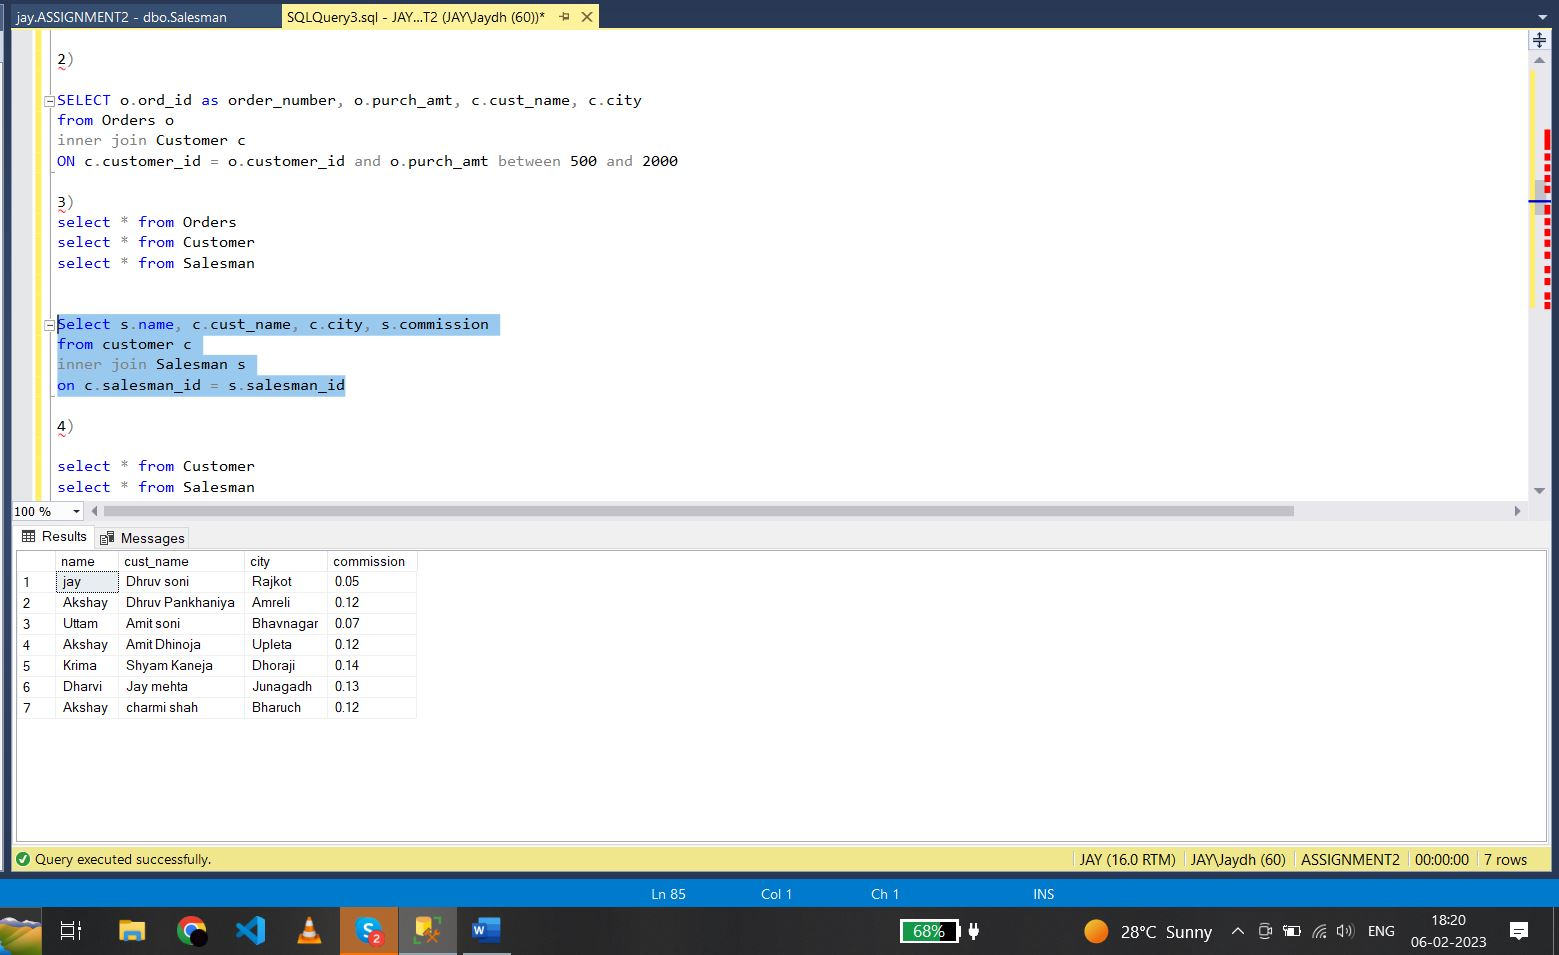 jay.ASSIGNMENT2 - dbo.Salesman
SQLQuery3.sql - JAY...T2 (JAY\Jaydh (60))*
2)
SELECT o.ord_id as order_number, o.purch_amt, c.cust_name, c.city
from Orders o
inner join Customer c
ON c.customer_id = o.customer_id and o.purch_amt between 500 and 2000
3)
select * from Orders
select * from Customer
select * from Salesman
Select s.name, c.cust_name, c.city, s.commission
from customer c
inner join Salesman s
on c.salesman_id = s.salesman_id
4)
select * from Customer
select * from Salesman
100 %
Results Messages
name cust_name city commission
1 jay Dhruv soni Rajkot 0.05
2 Akshay Dhruv Pankhaniya Amreli 0.12
3 Uttam Amit soni Bhavnagar 0.07
4 Akshay Amit Dhinoja Upleta 0.12
5 Krima Shyam Kaneja Dhoraji 0.14
6 Dharvi Jay mehta Junagadh 0.13
7 Akshay charmi shah Bharuch 0.12
Query executed successfully. JAY (16.0 RTM) JAY\Jaydh (60) ASSIGNMENT2 00:00:00 7 rows
Ln 85 Col 1 Ch 1 INS
S 2 W 68% 28°C Sunny ENG 18:20
06-02-2023